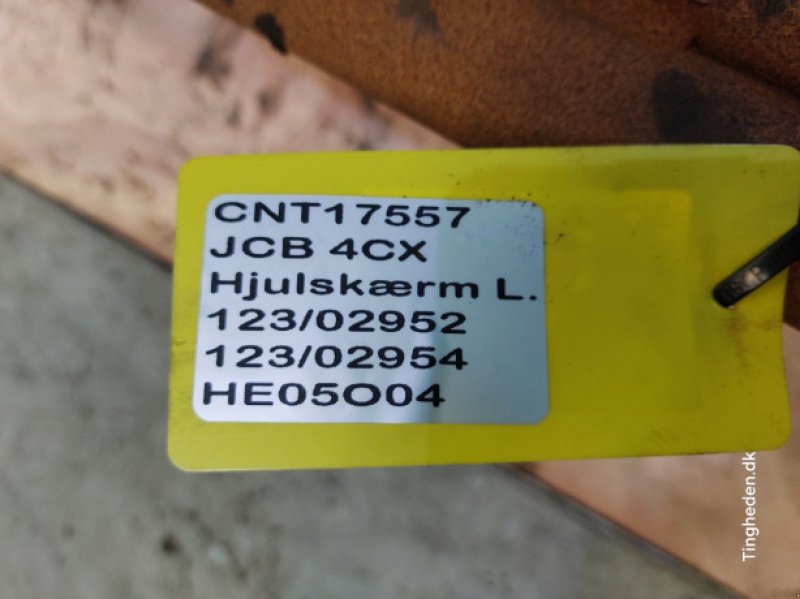 CNT17557
JCB 4CX
Hjulskærm L.
123/02952
123/02954
HE05O04
Tingheden.dk